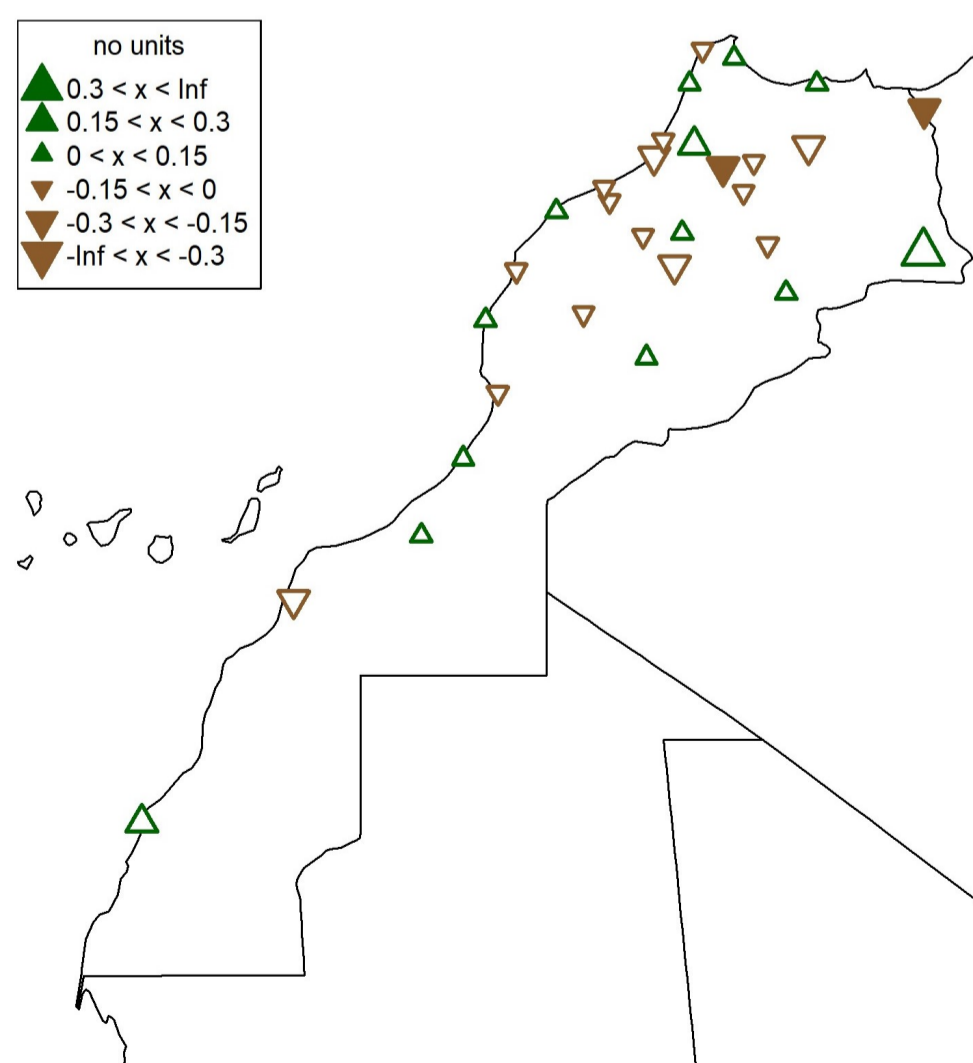 no units
0.3 < x < Inf
0.15 < x < 0.3
0 < x < 0.15
-0.15 < x < 0
-0.3 < x < -0.15
-Inf < x < -0.3